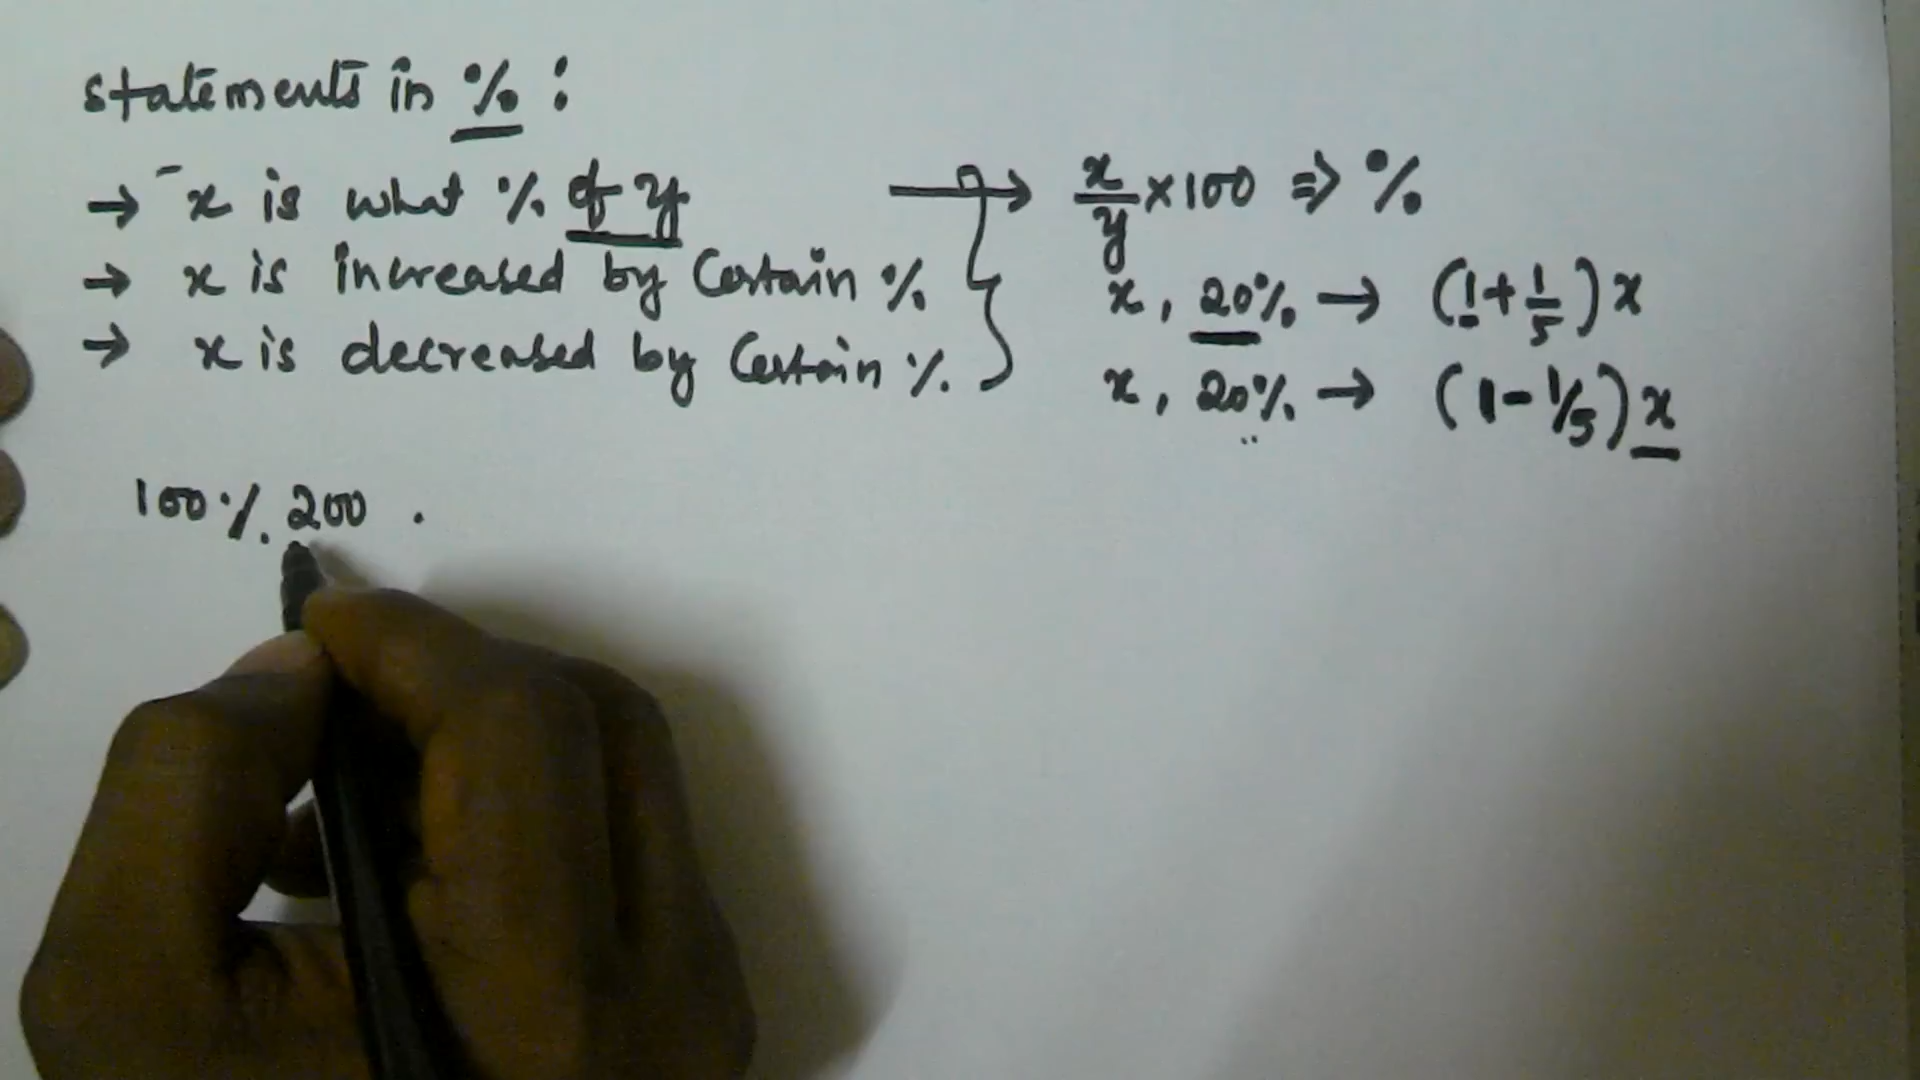 statements in % :
→ x is what % of y → x/y × 100 ⇒ %
→ x is increased by Certain % x, 20% → (1 + 1/5) x
→ x is decreased by Certain % x, 20% → (1 - 1/5) x
100% 200 .